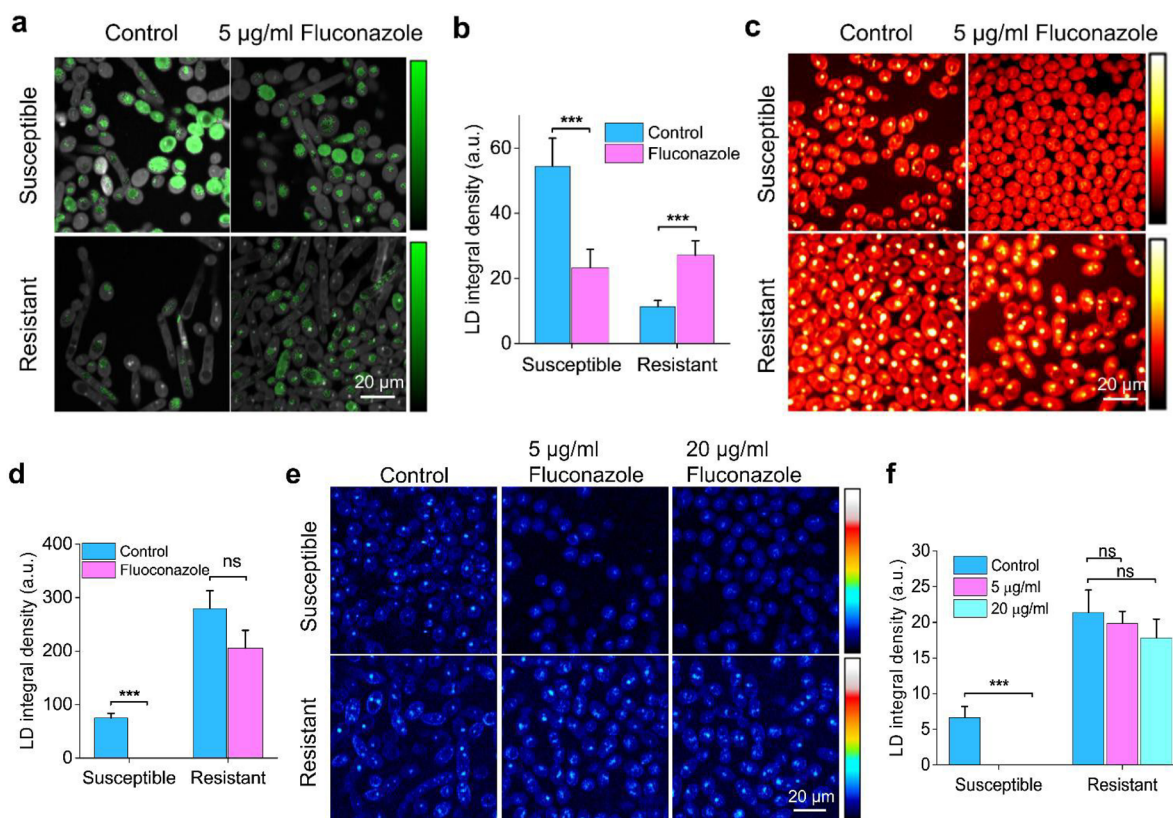 a
Control
5 µg/ml Fluconazole
Susceptible
Resistant
20 µm
b
LD integral density (a.u.)
60
40
20
0
***
***
Control
Fluconazole
Susceptible
Resistant
c
Control
5 µg/ml Fluconazole
Susceptible
Resistant
20 µm
d
LD integral density (a.u.)
400
300
200
100
0
Control
Fluoconazole
***
ns
Susceptible
Resistant
e
Control
5 µg/ml
Fluconazole
20 µg/ml
Fluconazole
Susceptible
Resistant
20 µm
f
LD integral density (a.u.)
30
25
20
15
10
5
0
Control
5 µg/ml
20 µg/ml
***
ns
ns
Susceptible
Resistant